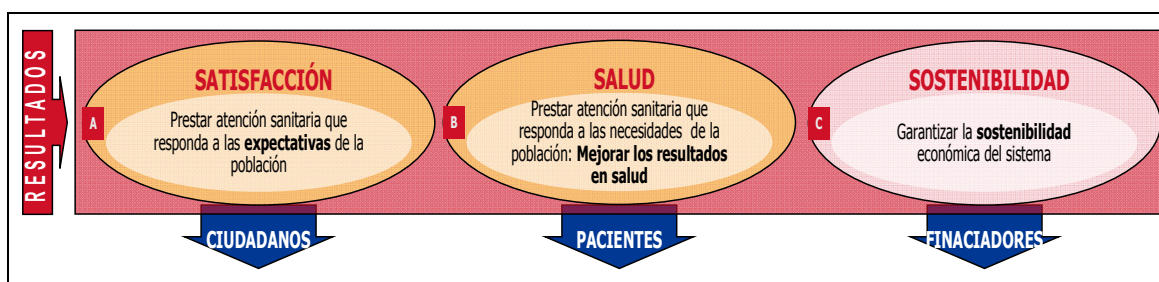 RESULTADOS
A
SATISFACCIÓN
Prestar atención sanitaria que
responda a las expectativas de la
población
CIUDADANOS
B
SALUD
Prestar atención sanitaria que
responda a las necesidades de la
población: Mejorar los resultados
en salud
PACIENTES
C
SOSTENIBILIDAD
Garantizar la sostenibilidad
económica del sistema
FINACIADORES